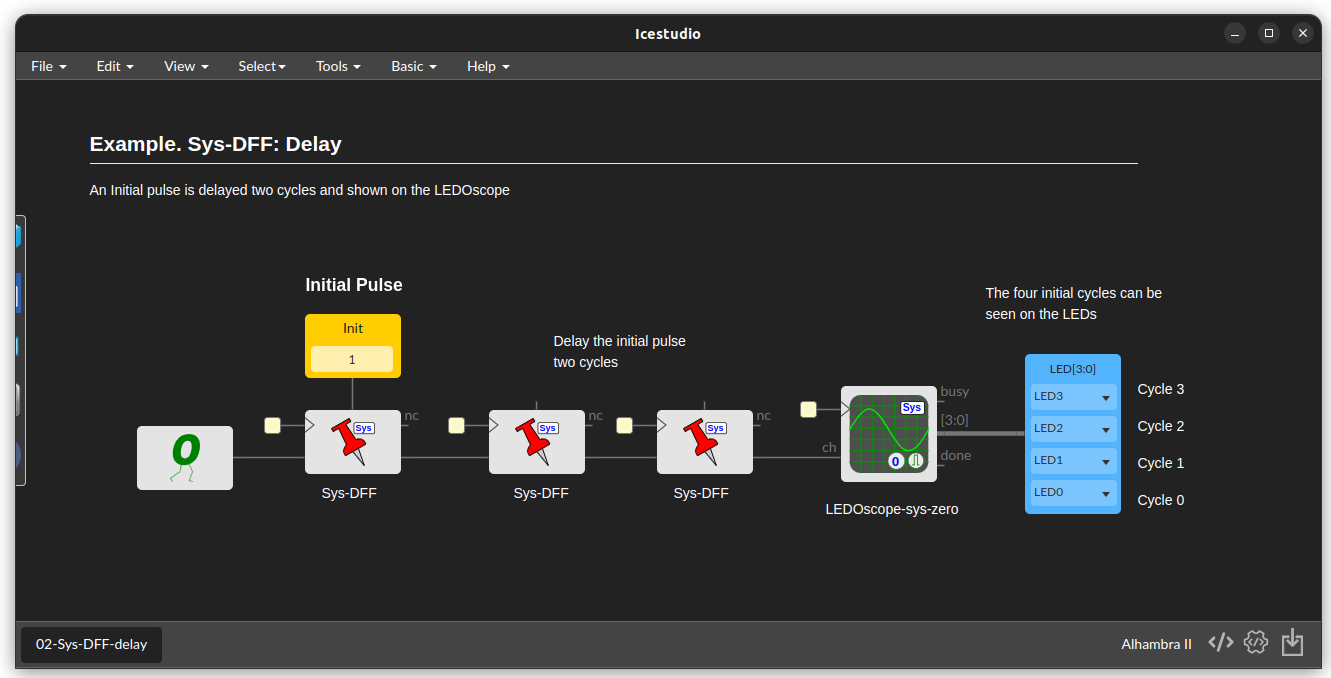 Icestudio
File Edit View Select Tools Basic Help
Example. Sys-DFF: Delay
An Initial pulse is delayed two cycles and shown on the LEDOscope
Initial Pulse
Init
1
Delay the initial pulse
two cycles
The four initial cycles can be
seen on the LEDs
0
Sys
nc
Sys-DFF
Sys
nc
Sys-DFF
Sys
nc
Sys-DFF
ch
Sys
0
busy
[3:0]
done
LEDOscope-sys-zero
LED[3:0]
LED3
LED2
LED1
LED0
Cycle 3
Cycle 2
Cycle 1
Cycle 0
02-Sys-DFF-delay
Alhambra II